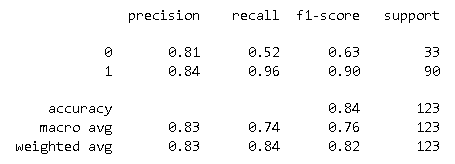 precision recall f1-score support
0 0.81 0.52 0.63 33
1 0.84 0.96 0.90 90
accuracy 0.84 123
macro avg 0.83 0.74 0.76 123
weighted avg 0.83 0.84 0.82 123